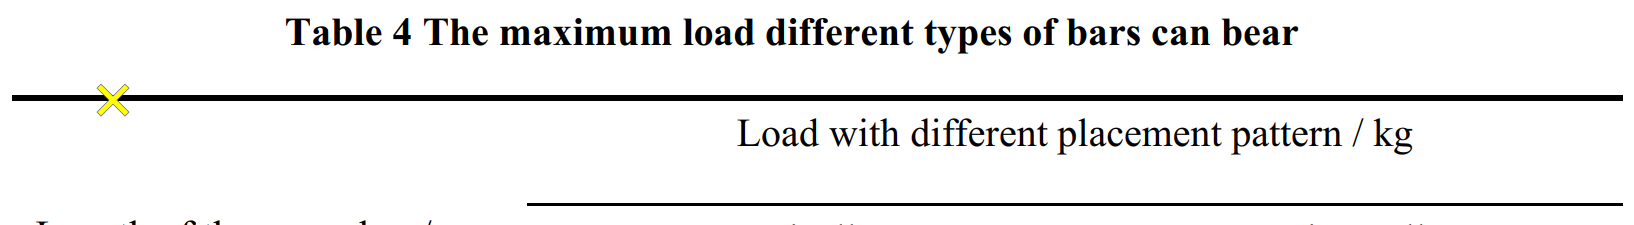 Table 4 The maximum load different types of bars can bear
Load with different placement pattern / kg